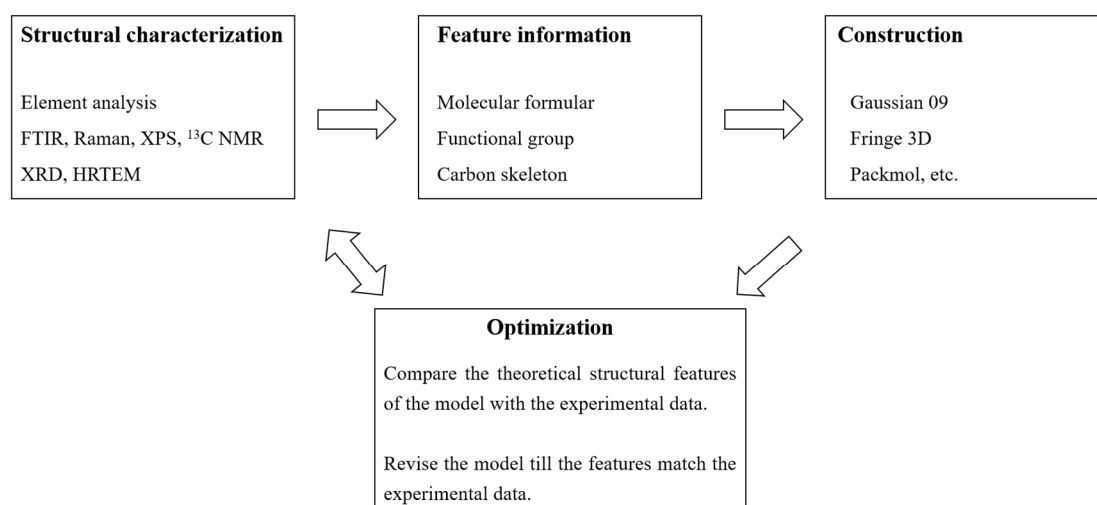 Structural characterization
Element analysis
FTIR, Raman, XPS, ¹³C NMR
XRD, HRTEM
Feature information
Molecular formular
Functional group
Carbon skeleton
Construction
Gaussian 09
Fringe 3D
Packmol, etc.
Optimization
Compare the theoretical structural features
of the model with the experimental data.
Revise the model till the features match the
experimental data.